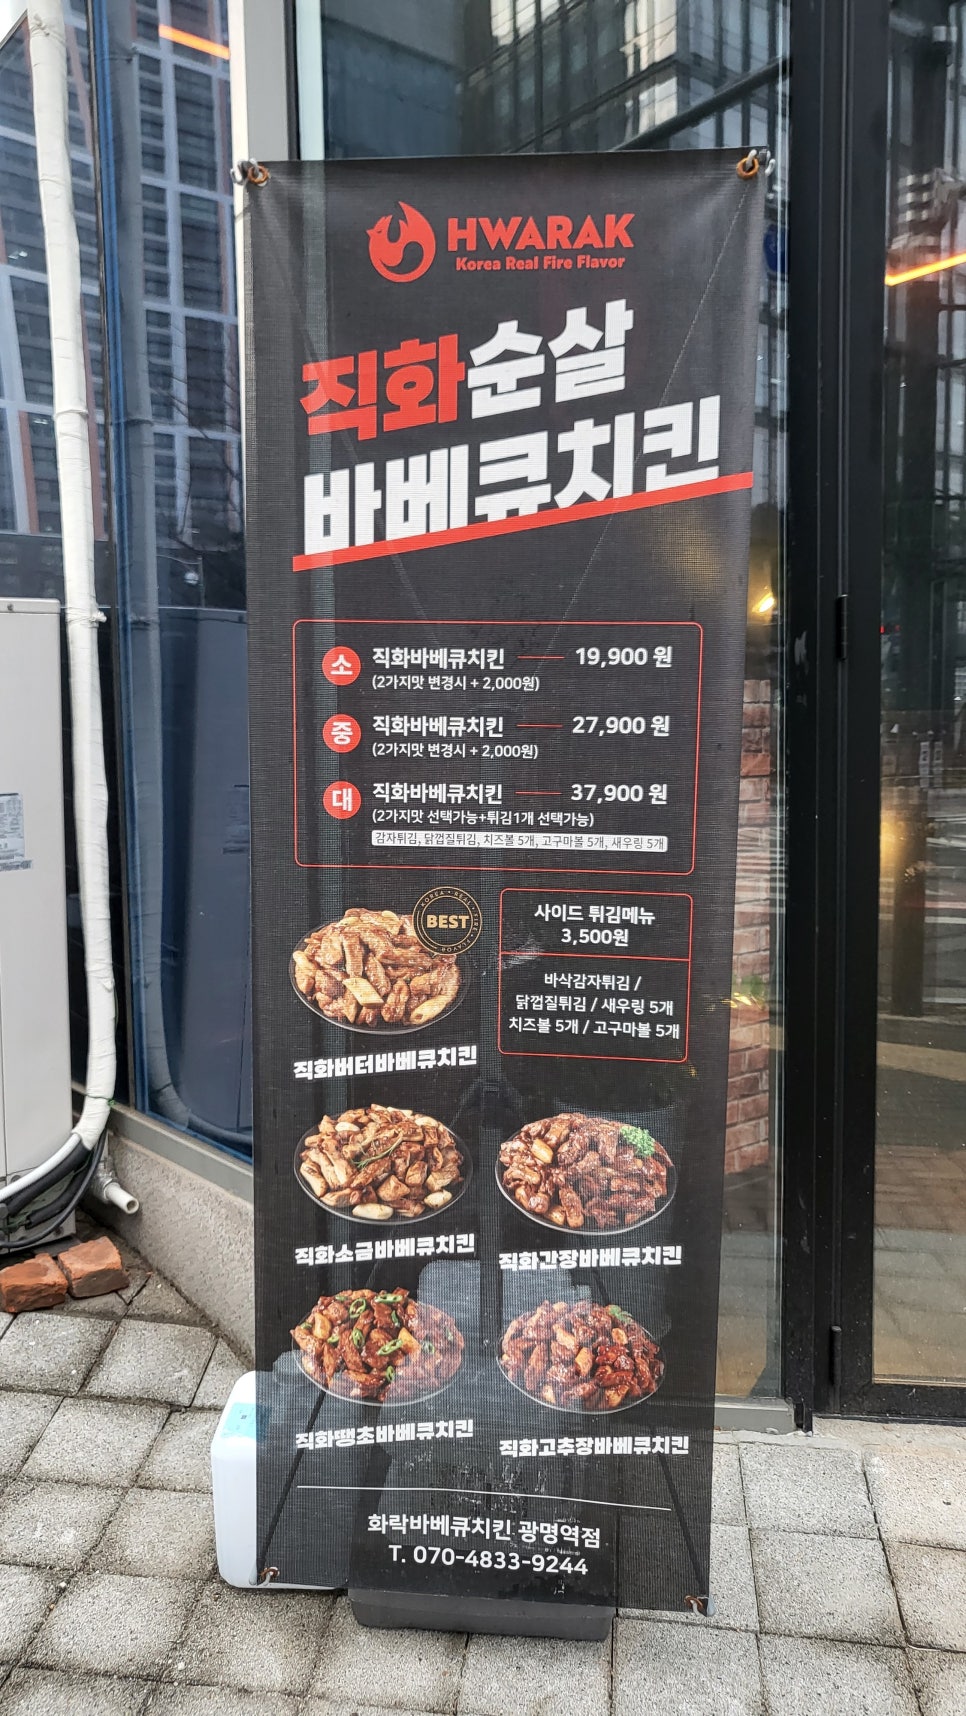 HWARAK
Korea Real Fire Flavor
직화순살
바베큐치킨
소 직화바베큐치킨 19,900 원
(2가지맛 변경시 + 2,000원)
중 직화바베큐치킨 27,900 원
(2가지맛 변경시 + 2,000원)
대 직화바베큐치킨 37,900 원
(2가지맛 선택가능+튀김1개 선택가능)
감자튀김, 닭껍질튀김, 치즈볼 5개, 고구마볼 5개, 새우링 5개
KOREA REAL FIRE FLAVOR
BEST
직화버터바베큐치킨
사이드 튀김메뉴
3,500원
바삭감자튀김 /
닭껍질튀김 / 새우링 5개
치즈볼 5개 / 고구마볼 5개
직화소금바베큐치킨
직화간장바베큐치킨
직화땡초바베큐치킨
직화고추장바베큐치킨
화락바베큐치킨 광명역점
T. 070-4833-9244